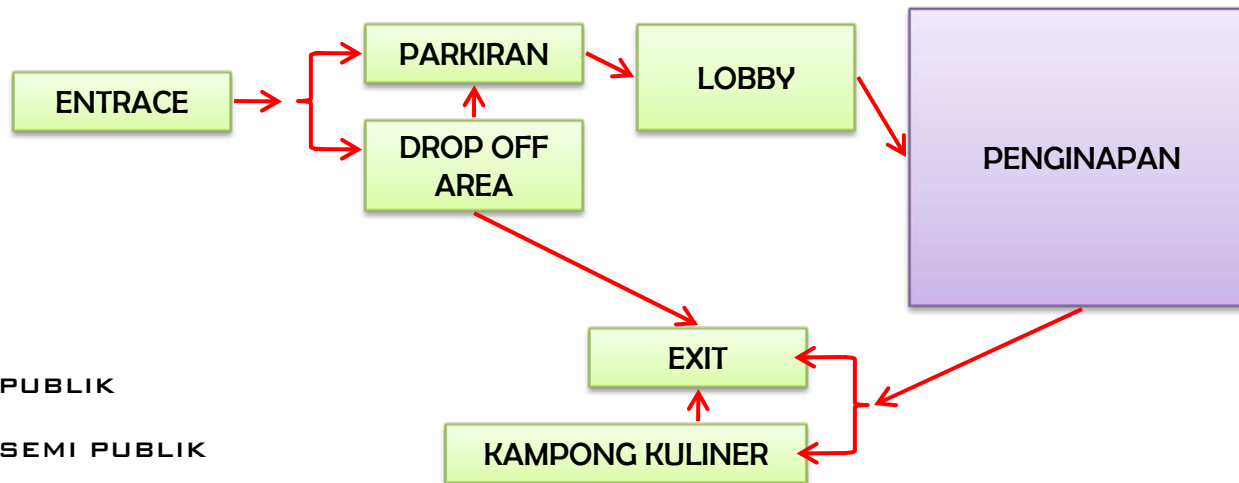 ENTRACE
PARKIRAN
DROP OFF
AREA
LOBBY
PENGINAPAN
EXIT
KAMPONG KULINER
PUBLIK
SEMI PUBLIK